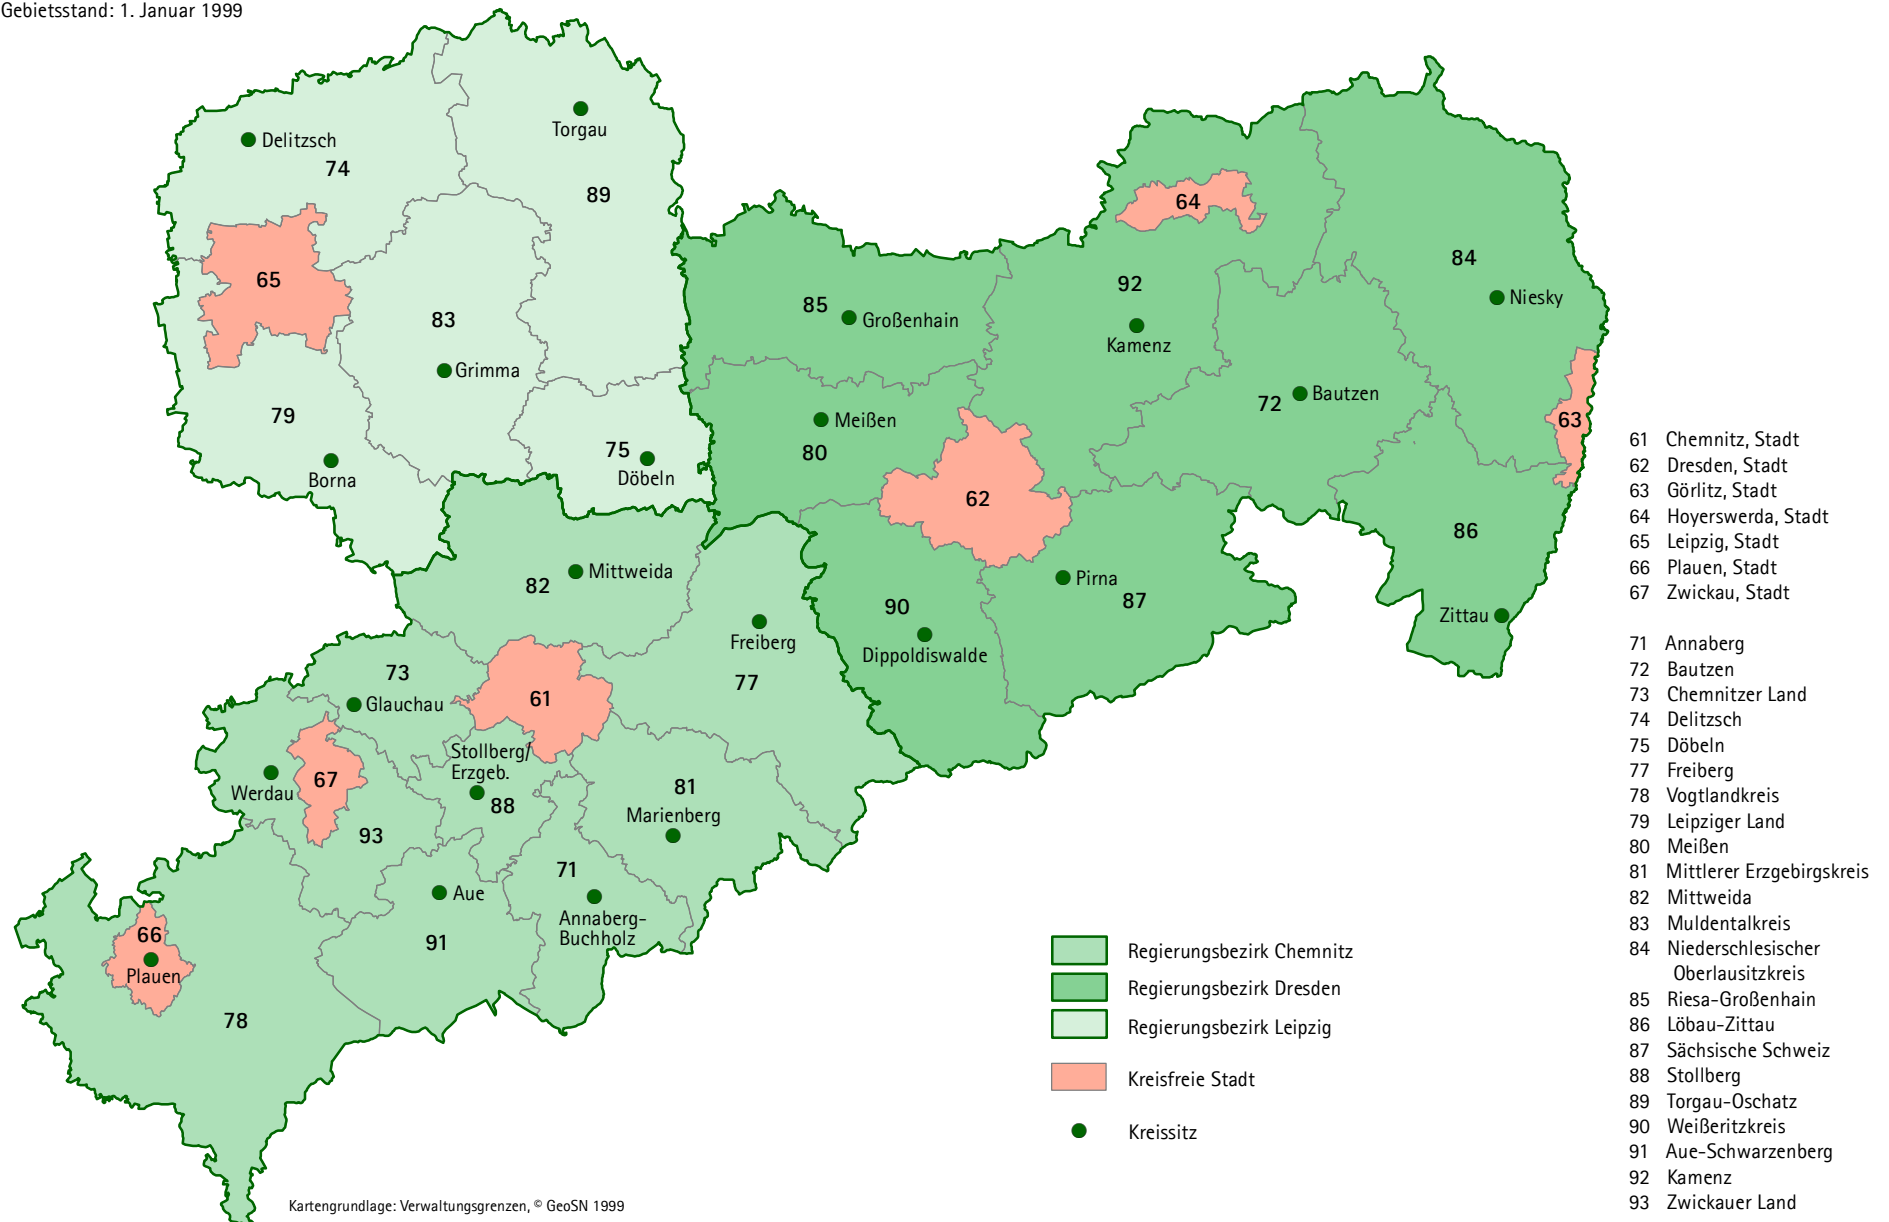 Gebietsstand: 1. Januar 1999
Torgau
Delitzsch
74
89
64
65
84
92
Niesky
85
Großenhain
83
Kamenz
Grimma
Bautzen
72
79
Meißen
63
80
75
Döbeln
Borna
62
86
Mittweida
82
Pirna
87
90
Zittau
Freiberg
Dippoldiswalde
73
77
61
Glauchau
Stollberg/
Erzgeb.
67
Werdau
88
81
Marienberg
93
71
Aue
Annaberg-
Buchholz
66
91
Plauen
78
61 Chemnitz, Stadt
62 Dresden, Stadt
63 Görlitz, Stadt
64 Hoyerswerda, Stadt
65 Leipzig, Stadt
66 Plauen, Stadt
67 Zwickau, Stadt
71 Annaberg
72 Bautzen
73 Chemnitzer Land
74 Delitzsch
75 Döbeln
77 Freiberg
78 Vogtlandkreis
79 Leipziger Land
80 Meißen
81 Mittlerer Erzgebirgskreis
82 Mittweida
83 Muldentalkreis
84 Niederschlesischer
Oberlausitzkreis
85 Riesa-Großenhain
86 Löbau-Zittau
87 Sächsische Schweiz
88 Stollberg
89 Torgau-Oschatz
90 Weißeritzkreis
91 Aue-Schwarzenberg
92 Kamenz
93 Zwickauer Land
Regierungsbezirk Chemnitz
Regierungsbezirk Dresden
Regierungsbezirk Leipzig
Kreisfreie Stadt
Kreissitz
Kartengrundlage: Verwaltungsgrenzen, © GeoSN 1999